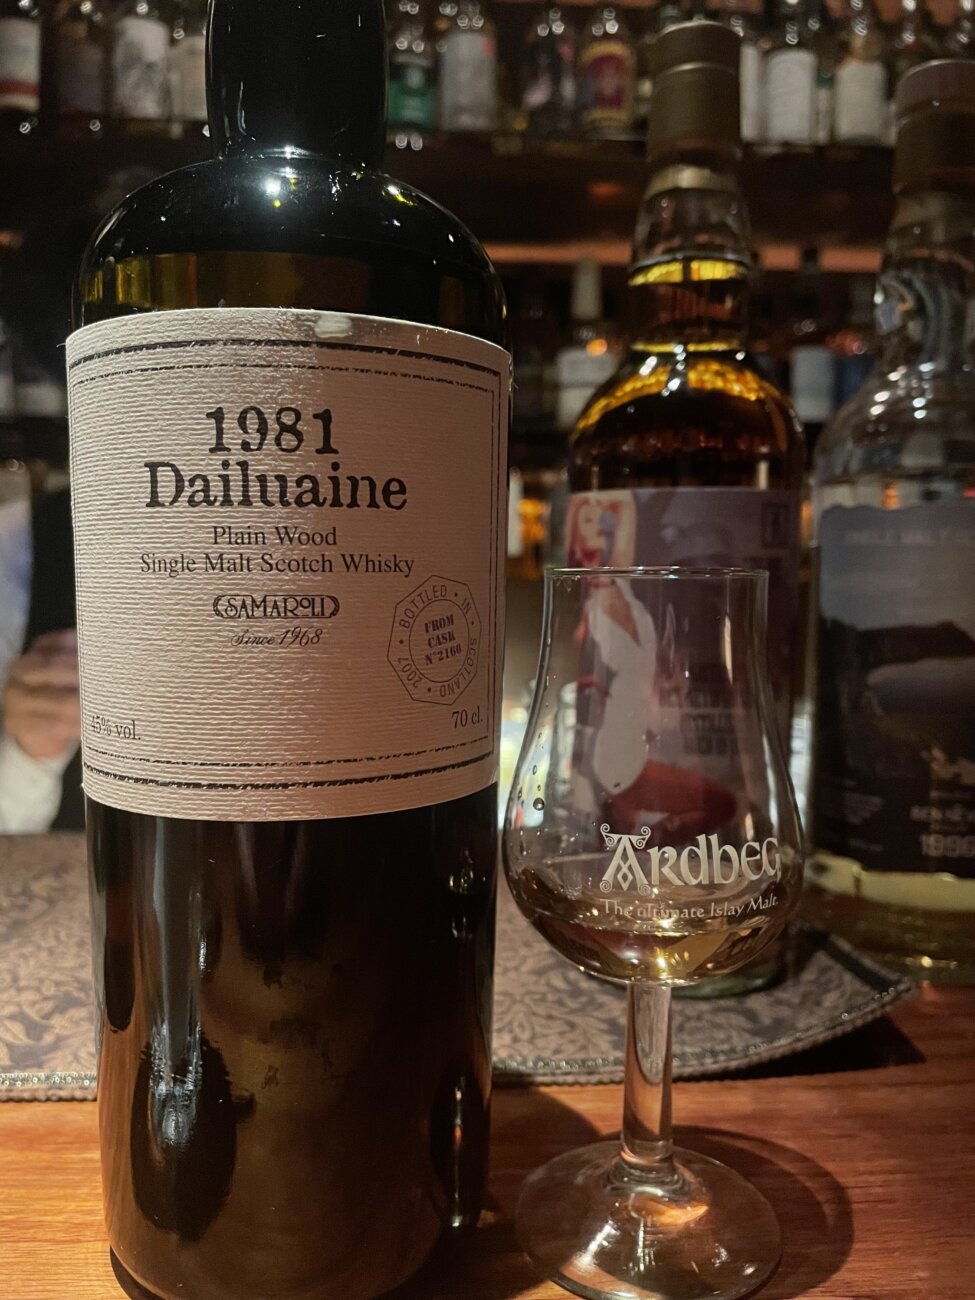 1981
Dailuaine
Plain Wood
Single Malt Scotch Whisky
SAMAROLI
Since 1968
BOTTLED • IN • SCOTLAND • 2007
FROM
CASK
N°2160
45% vol.
70 cl.
Ardbeg
The ultimate Islay Malt.